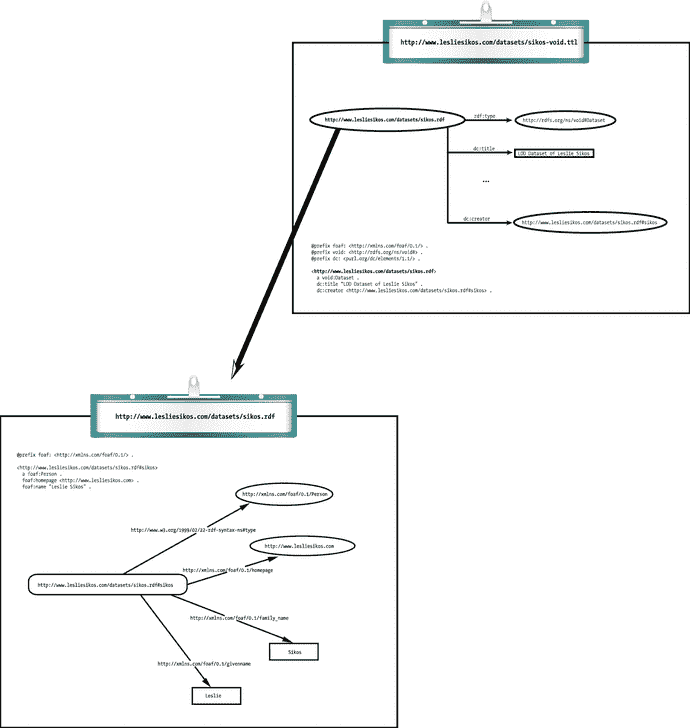 http://www.lesliesikos.com/datasets/sikos-void.ttl
http://www.lesliesikos.com/datasets/sikos.rdf
rdf:type
http://rdfs.org/ns/void#Dataset
dc:title
LOD Dataset of Leslie Sikos
...
dc:creator
http://www.lesliesikos.com/datasets/sikos.rdf#sikos
@prefix foaf: <http://xmlns.com/foaf/0.1/> .
@prefix void: <http://rdfs.org/ns/void#> .
@prefix dc: <purl.org/dc/elements/1.1/> .
<http://www.lesliesikos.com/datasets/sikos.rdf>
a void:Dataset .
dc:title "LOD Dataset of Leslie Sikos" .
dc:creator <http://www.lesliesikos.com/datasets/sikos.rdf#sikos> .
http://www.lesliesikos.com/datasets/sikos.rdf
@prefix foaf: <http://xmlns.com/foaf/0.1/> .
<http://www.lesliesikos.com/datasets/sikos.rdf#sikos>
a foaf:Person .
foaf:homepage <http://www.lesliesikos.com> .
foaf:name "Leslie Sikos" .
http://xmlns.com/foaf/0.1/Person
http://www.w3.org/1999/02/22-rdf-syntax-ns#type
http://www.lesliesikos.com
http://xmlns.com/foaf/0.1/homepage
http://www.lesliesikos.com/datasets/sikos.rdf#sikos
http://xmlns.com/foaf/0.1/family_name
Sikos
http://xmlns.com/foaf/0.1/givenname
Leslie